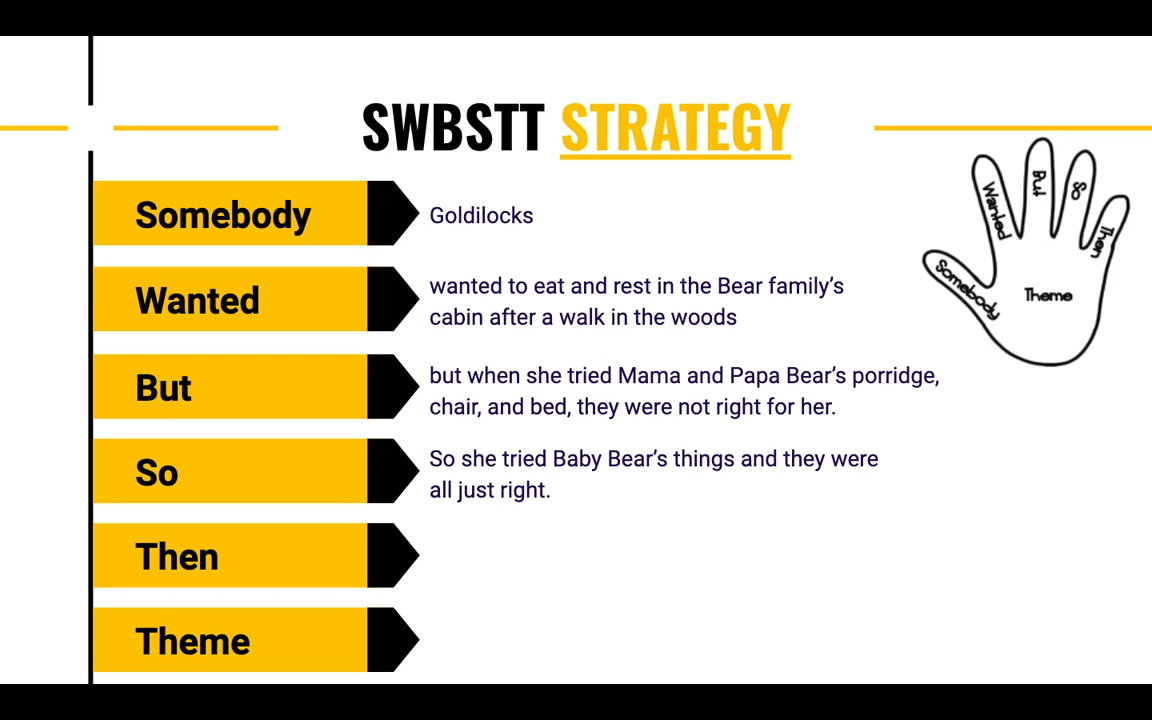 SWBSTT STRATEGY
Somebody
Goldilocks
Wanted
wanted to eat and rest in the Bear family’s
cabin after a walk in the woods
But
but when she tried Mama and Papa Bear’s porridge,
chair, and bed, they were not right for her.
So
So she tried Baby Bear’s things and they were
all just right.
Then
Theme
Somebody
Wanted
But
So
Then
Theme